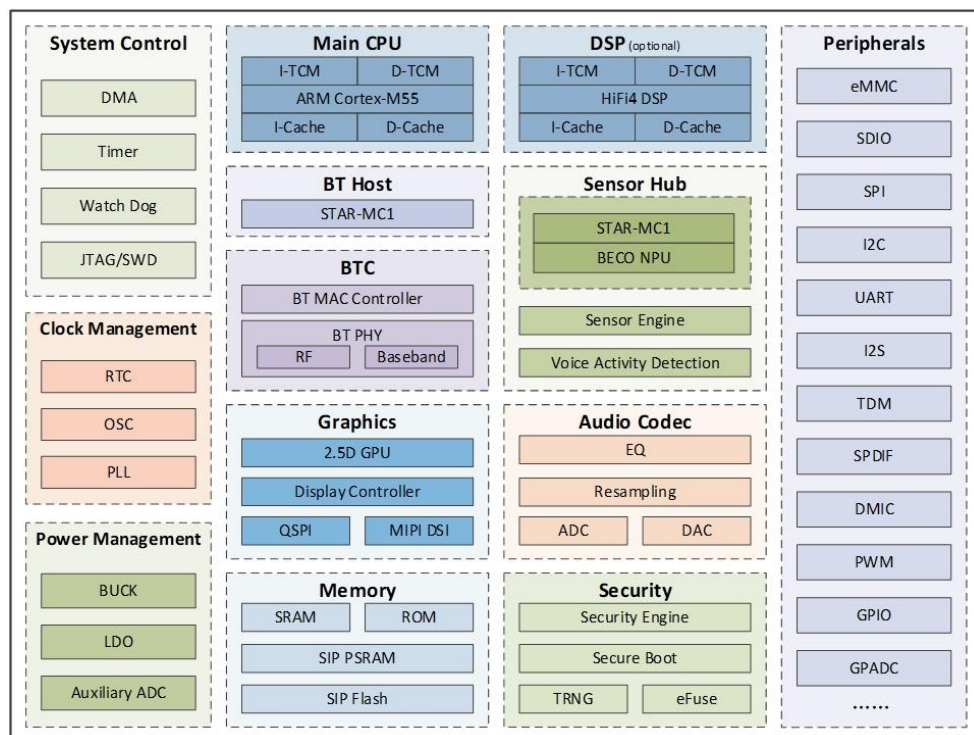 System Control
DMA
Timer
Watch Dog
JTAG/SWD
Clock Management
RTC
OSC
PLL
Power Management
BUCK
LDO
Auxiliary ADC
Main CPU
I-TCM D-TCM
ARM Cortex-M55
I-Cache D-Cache
BT Host
STAR-MC1
BTC
BT MAC Controller
BT PHY
RF Baseband
Graphics
2.5D GPU
Display Controller
QSPI MIPI DSI
Memory
SRAM ROM
SIP PSRAM
SIP Flash
DSP (optional)
I-TCM D-TCM
HiFi4 DSP
I-Cache D-Cache
Sensor Hub
STAR-MC1
BECO NPU
Sensor Engine
Voice Activity Detection
Audio Codec
EQ
Resampling
ADC DAC
Security
Security Engine
Secure Boot
TRNG eFuse
Peripherals
eMMC
SDIO
SPI
I2C
UART
I2S
TDM
SPDIF
DMIC
PWM
GPIO
GPADC
......